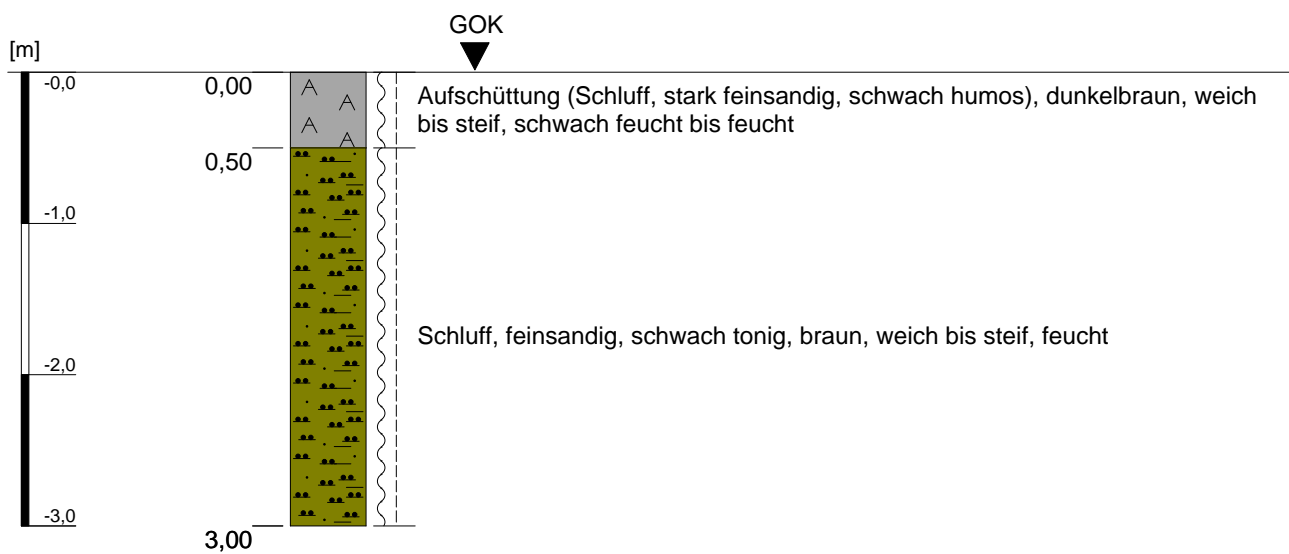 GOK
[m]
-0,0
0,00
Aufschüttung (Schluff, stark feinsandig, schwach humos), dunkelbraun, weich
bis steif, schwach feucht bis feucht
A
A
A
A
0,50
-1,0
Schluff, feinsandig, schwach tonig, braun, weich bis steif, feucht
-2,0
-3,0
3,00